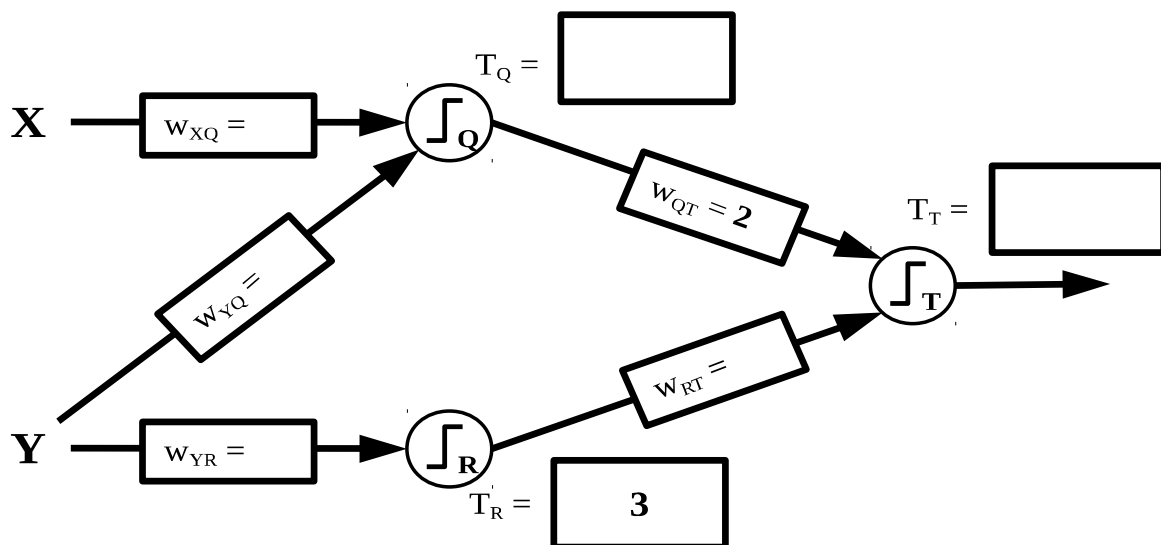 T_Q =
X
w_XQ =
Q
w_QT = 2
T_T =
w_YQ =
T
w_RT =
Y
w_YR =
R
T_R =
3